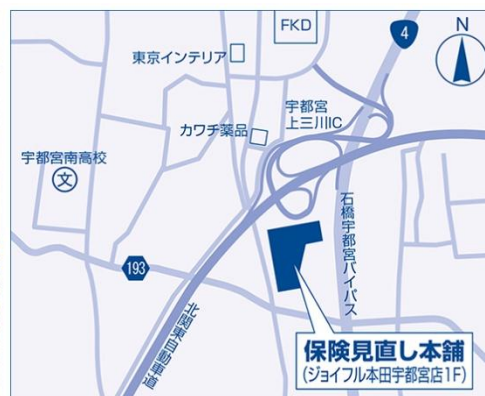 FKD
4
N
東京インテリア
宇都宮
上三川IC
カワチ薬品
宇都宮南高校
文
193
石橋宇都宮バイパス
北関東自動車道
保険見直し本舗
(ジョイフル本田宇都宮店1F)